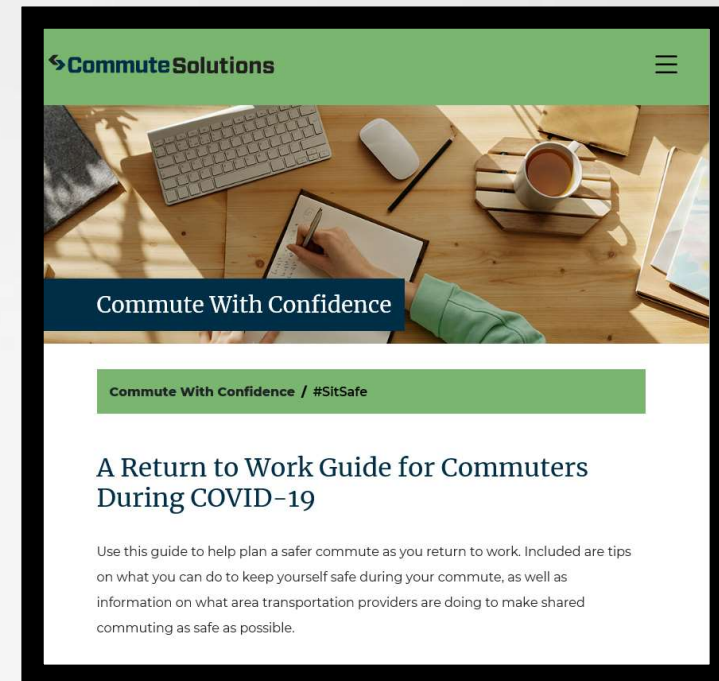 CommuteSolutions
Commute With Confidence
Commute With Confidence / #SitSafe
A Return to Work Guide for Commuters
During COVID-19
Use this guide to help plan a safer commute as you return to work. Included are tips
on what you can do to keep yourself safe during your commute, as well as
information on what area transportation providers are doing to make shared
commuting as safe as possible.